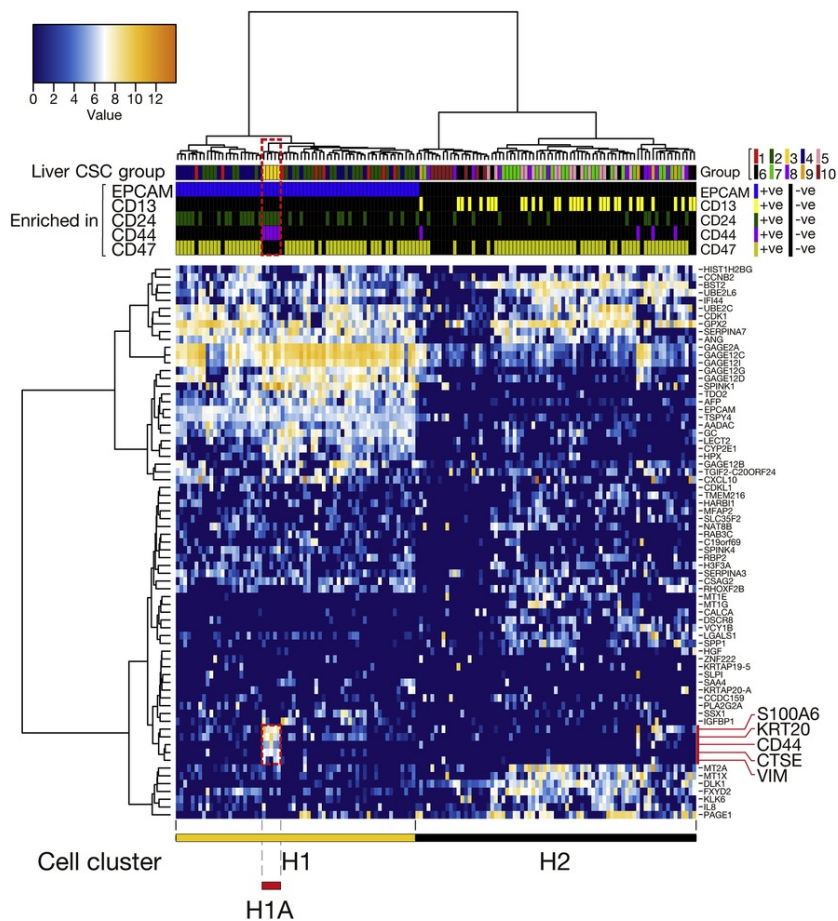 0 2 4 6 8 10 12
Value
Liver CSC group
Group
1 2 3 4 5
6 7 8 9 10
Enriched in
EPCAM
CD13
CD24
CD44
CD47
EPCAM +ve -ve
CD13 +ve -ve
CD24 +ve -ve
CD44 +ve -ve
CD47 +ve -ve
HIST1H2BG
CCNB2
BST2
UBE2L6
IFI44
UBE2C
CDK1
GPX2
SERPINA7
ANG
GAGE2A
GAGE12C
GAGE12I
GAGE12G
GAGE12D
SPINK1
TDO2
AFP
EPCAM
TSPY4
AADAC
GC
LECT2
CYP2E1
HPX
GAGE12B
TGIF2-C20ORF24
CXCL10
CDKL1
TMEM216
HARBI1
MFAP2
SLC35F2
NAT8B
RAB3C
C19orf69
SPINK4
RBP2
H3F3A
SERPINA3
CSAG2
RHOXF2B
MT1E
MT1G
CALCA
DSCR8
VCY1B
LGALS1
SPP1
HGF
ZNF222
KRTAP19-5
SLPI
SAA4
KRTAP20-A
CCDC159
PLA2G2A
SSX1
IGFBP1
S100A6
KRT20
CD44
CTSE
VIM
MT2A
MT1X
DLK1
FXYD2
KLK6
IL8
PAGE1
Cell cluster
H1
H2
H1A